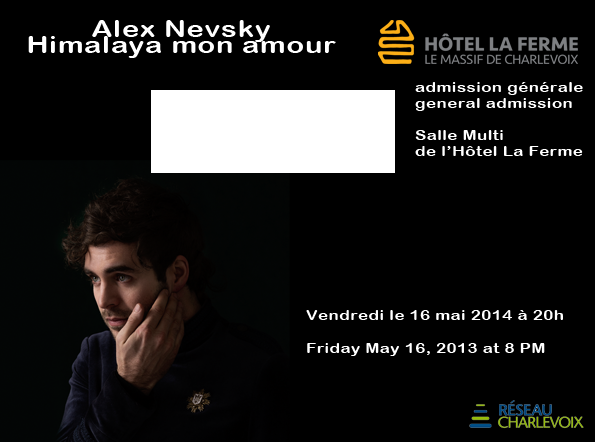 Alex Nevsky
Himalaya mon amour
HÔTEL LA FERME
LE MASSIF DE CHARLEVOIX
admission générale
general admission
Salle Multi
de l'Hôtel La Ferme
Vendredi le 16 mai 2014 à 20h
Friday May 16, 2013 at 8 PM
RÉSEAU
CHARLEVOIX